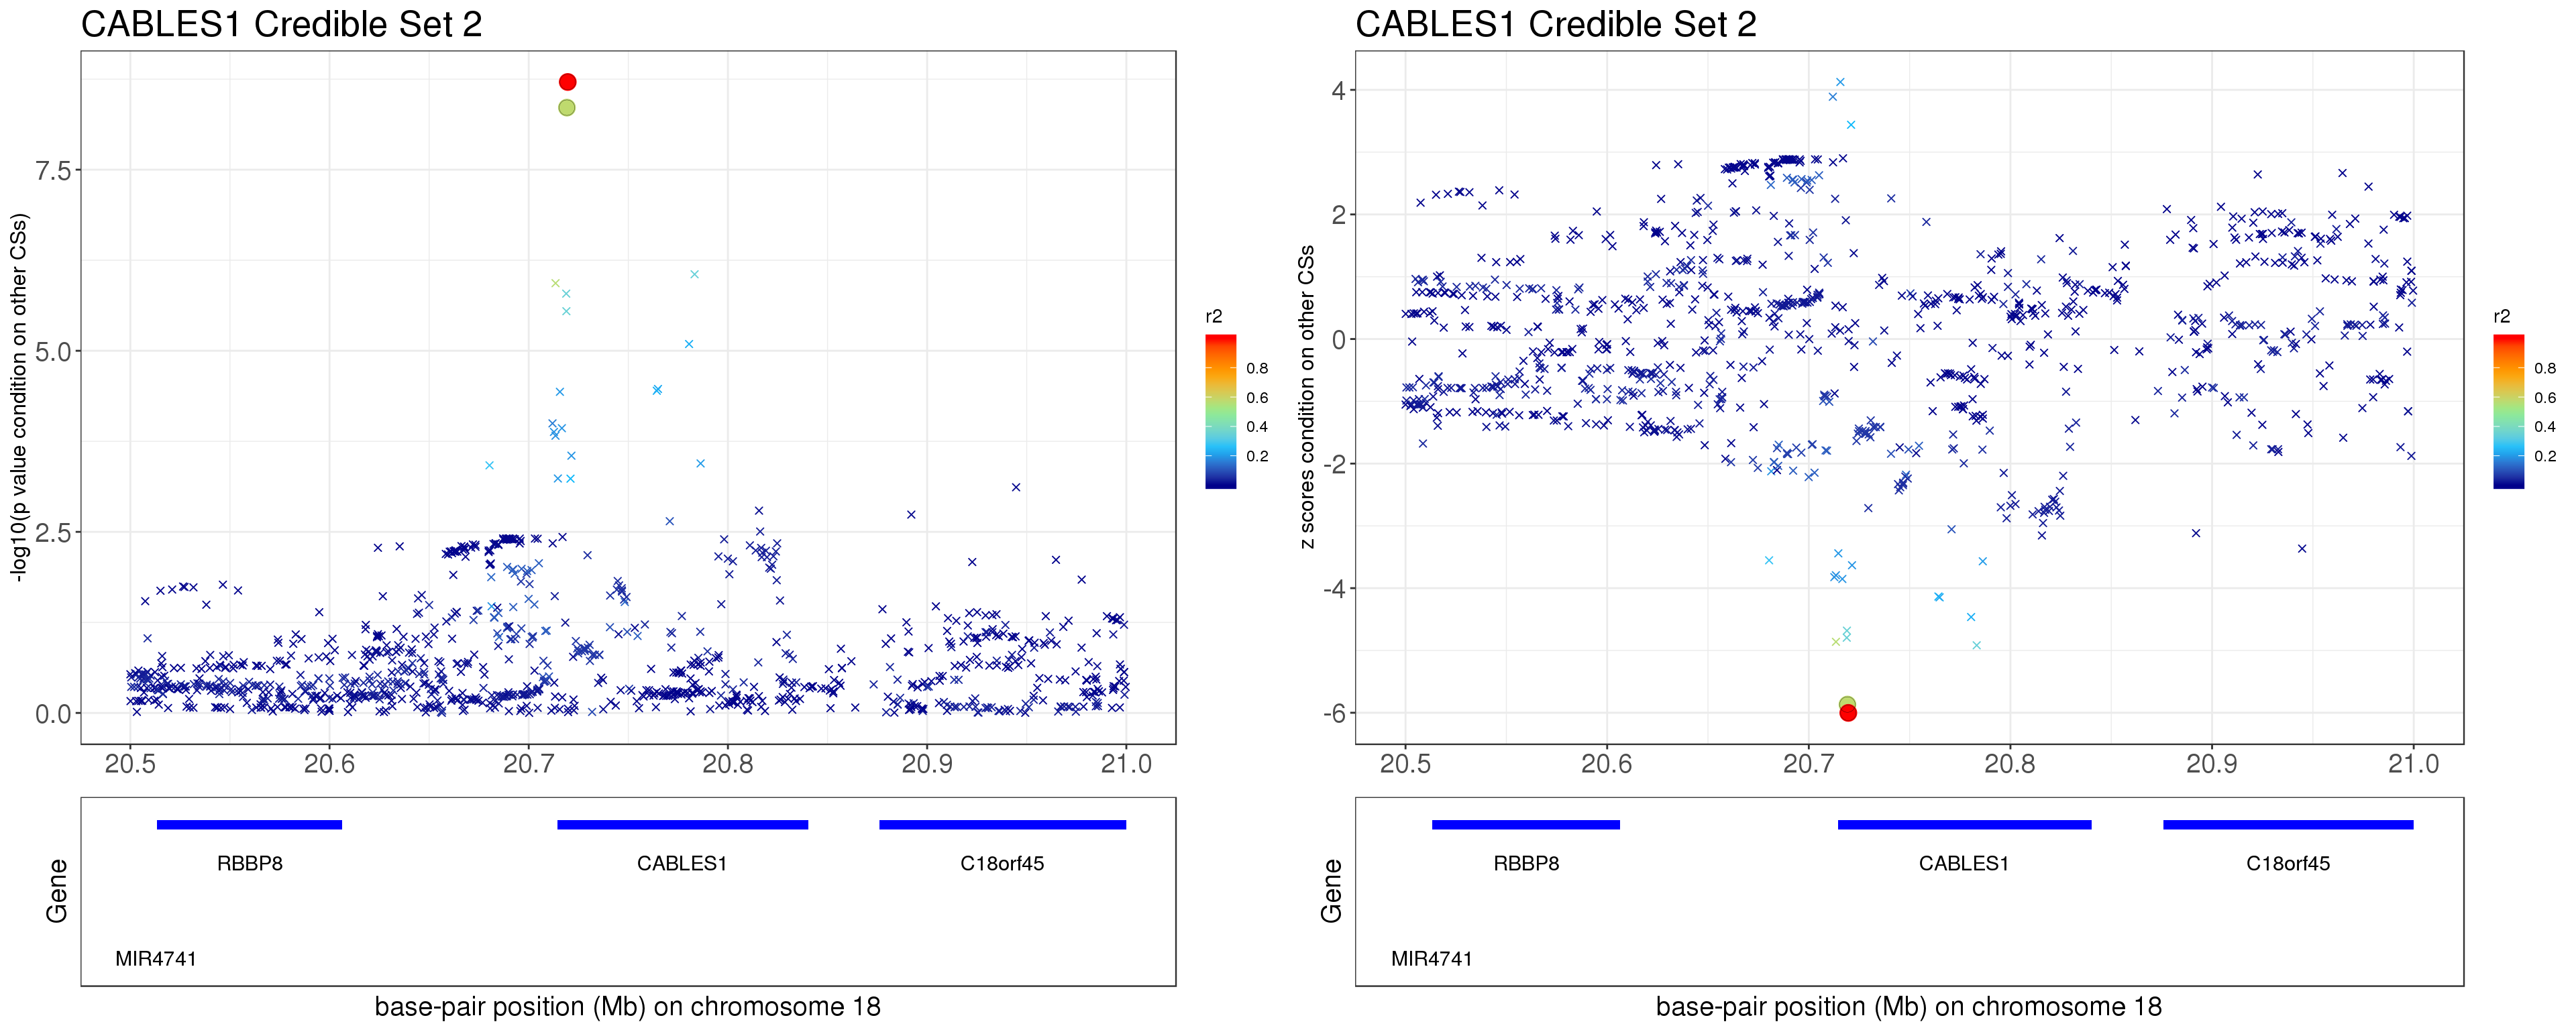 CABLES1 Credible Set 2
-log10(p value condition on other CSs)
7.5
5.0
2.5
0.0
20.5 20.6 20.7 20.8 20.9 21.0
r2
0.8
0.6
0.4
0.2
Gene
RBBP8 CABLES1 C18orf45
MIR4741
base-pair position (Mb) on chromosome 18
CABLES1 Credible Set 2
z scores condition on other CSs
4
2
0
-2
-4
-6
20.5 20.6 20.7 20.8 20.9 21.0
r2
0.8
0.6
0.4
0.2
Gene
RBBP8 CABLES1 C18orf45
MIR4741
base-pair position (Mb) on chromosome 18